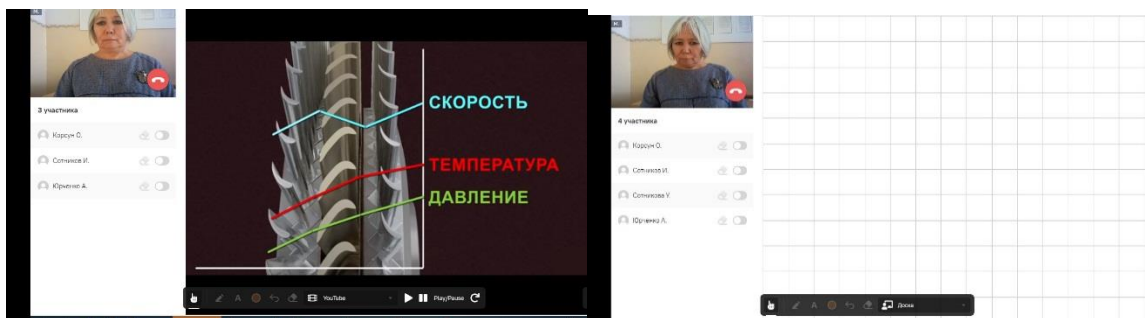 3 участника
Корсун О.
Сотников И.
Юрченко А.
СКОРОСТЬ
ТЕМПЕРАТУРА
ДАВЛЕНИЕ
A
YouTube
Play/Pause
4 участника
Корсун О.
Сотников И.
Сотникова У.
Юрченко А.
A
Доска